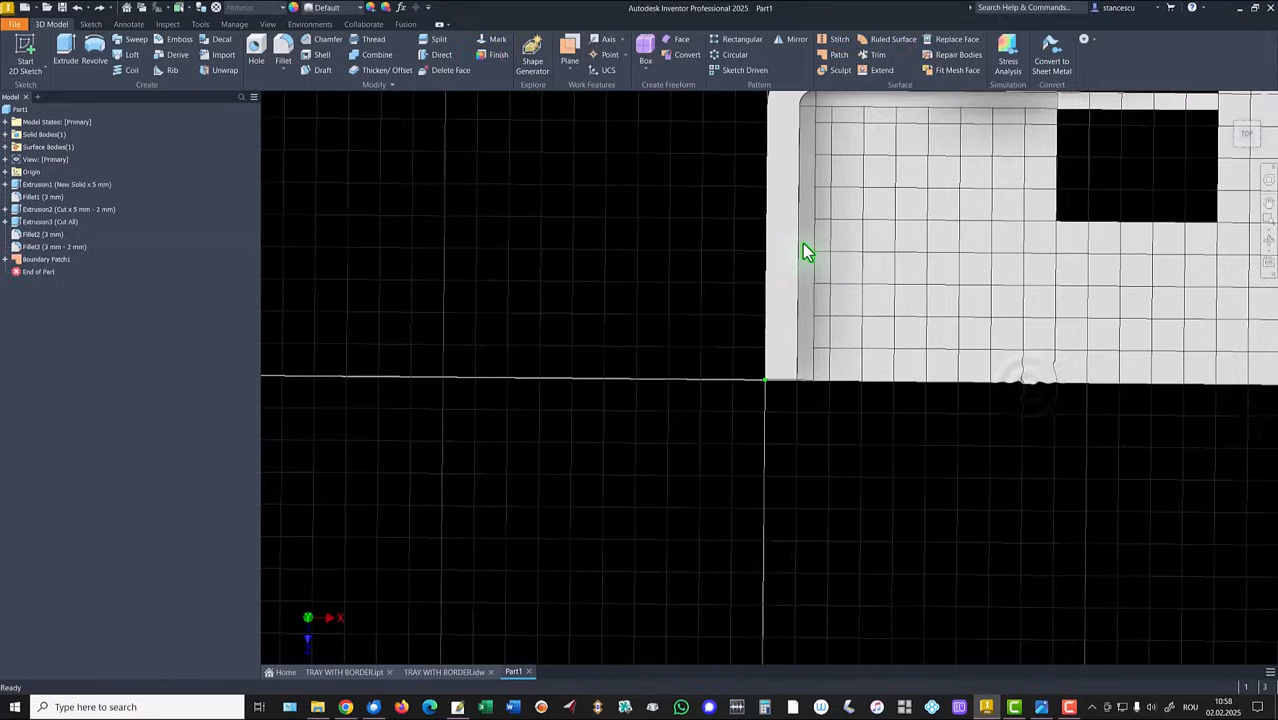 Material
Default
Autodesk Inventor Professional 2025 Part1
Search Help & Commands...
stancescu
File
3D Model
Sketch
Annotate
Inspect
Tools
Manage
View
Environments
Collaborate
Fusion
Start
2D Sketch
Extrude
Revolve
Sweep
Emboss
Decal
Loft
Derive
Import
Coil
Rib
Unwrap
Hole
Fillet
Chamfer
Thread
Shell
Combine
Draft
Thicken/ Offset
Split
Direct
Delete Face
Mark
Finish
Shape
Generator
Plane
Axis
Point
UCS
Box
Face
Convert
Rectangular
Mirror
Circular
Sketch Driven
Stitch
Ruled Surface
Replace Face
Patch
Trim
Repair Bodies
Sculpt
Extend
Fit Mesh Face
Stress
Analysis
Convert to
Sheet Metal
Sketch
Create
Modify
Explore
Work Features
Create Freeform
Pattern
Surface
Simulation
Convert
Model
Part1
Model States: [Primary]
Solid Bodies(1)
Surface Bodies(1)
View: [Primary]
Origin
Extrusion1 (New Solid x 5 mm)
Fillet1 (3 mm)
Extrusion2 (Cut x 5 mm - 2 mm)
Extrusion3 (Cut All)
Fillet2 (3 mm)
Fillet3 (3 mm - 2 mm)
Boundary Patch1
End of Part
TOP
Y
X
Home
TRAY WITH BORDER.ipt
TRAY WITH BORDER.idw
Part1
Ready
1
3
Type here to search
ROU
10:58
02.02.2025